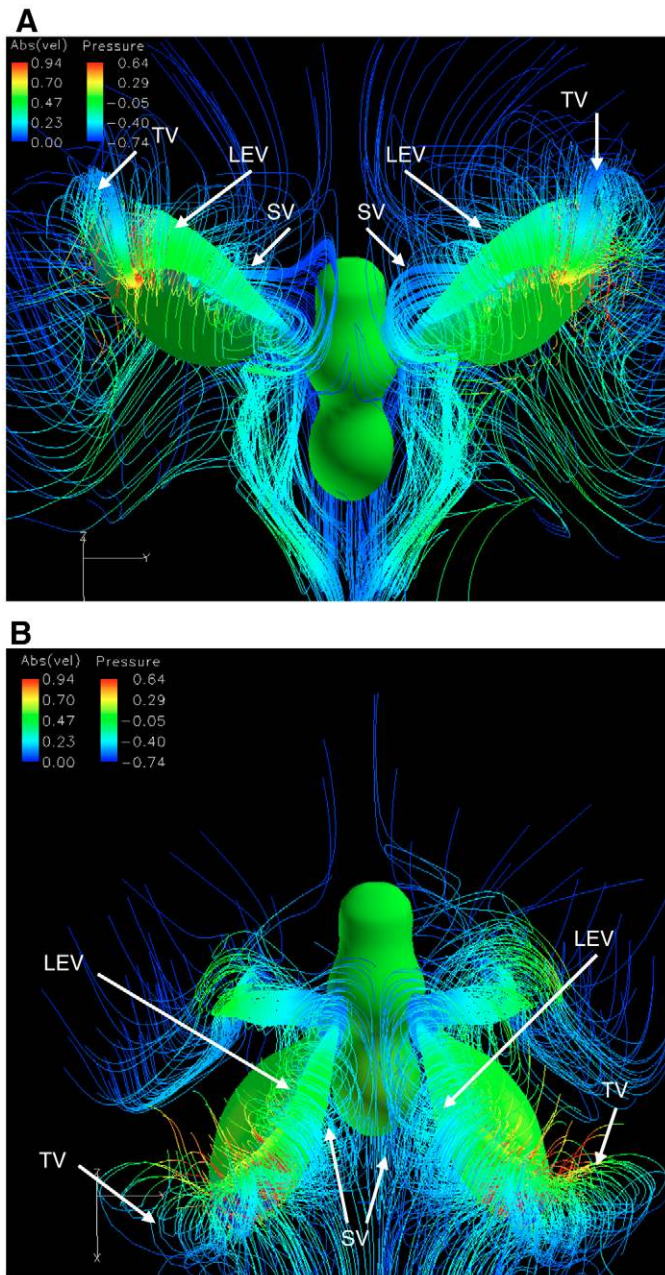 A
Abs(vel) Pressure
0.94 0.64
0.70 0.29
0.47 -0.05
0.23 -0.40
0.00 -0.74
TV
TV
LEV
LEV
SV
SV
Z
Y
B
Abs(vel) Pressure
0.94 0.64
0.70 0.29
0.47 -0.05
0.23 -0.40
0.00 -0.74
LEV
LEV
TV
TV
SV
X